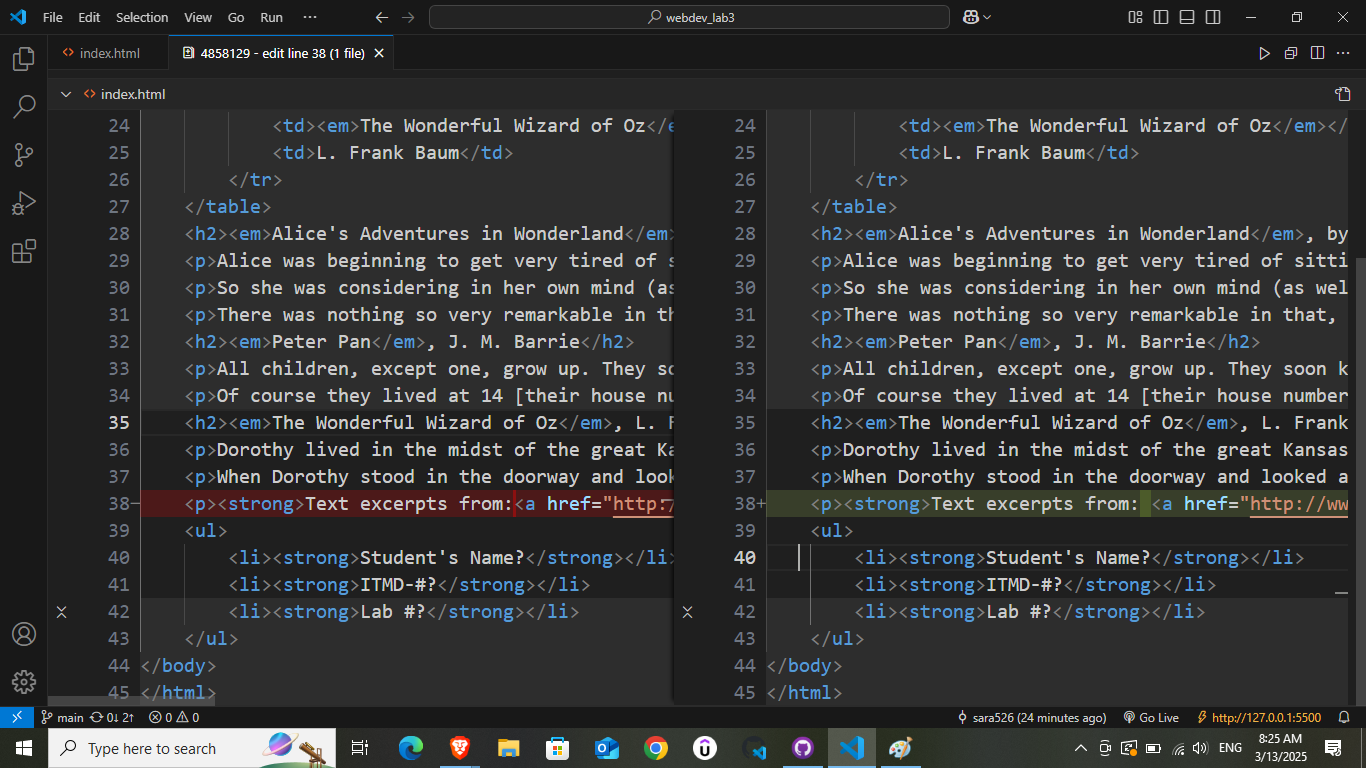 File Edit Selection View Go Run ··· webdev_lab3
index.html 4858129 - edit line 38 (1 file)
index.html
24 <td><em>The Wonderful Wizard of Oz</e
25 <td>L. Frank Baum</td>
26 </tr>
27 </table>
28 <h2><em>Alice's Adventures in Wonderland</em>
29 <p>Alice was beginning to get very tired of s
30 <p>So she was considering in her own mind (as
31 <p>There was nothing so very remarkable in th
32 <h2><em>Peter Pan</em>, J. M. Barrie</h2>
33 <p>All children, except one, grow up. They so
34 <p>Of course they lived at 14 [their house nu
35 <h2><em>The Wonderful Wizard of Oz</em>, L. F
36 <p>Dorothy lived in the midst of the great Ka
37 <p>When Dorothy stood in the doorway and look
38− <p><strong>Text excerpts from:<a href="http:/
39 <ul>
40 <li><strong>Student's Name?</strong></li>
41 <li><strong>ITMD-#?</strong></li>
42 <li><strong>Lab #?</strong></li>
43 </ul>
44 </body>
45 </html>
24 <td><em>The Wonderful Wizard of Oz</em></
25 <td>L. Frank Baum</td>
26 </tr>
27 </table>
28 <h2><em>Alice's Adventures in Wonderland</em>, by
29 <p>Alice was beginning to get very tired of sitti
30 <p>So she was considering in her own mind (as wel
31 <p>There was nothing so very remarkable in that,
32 <h2><em>Peter Pan</em>, J. M. Barrie</h2>
33 <p>All children, except one, grow up. They soon k
34 <p>Of course they lived at 14 [their house number
35 <h2><em>The Wonderful Wizard of Oz</em>, L. Frank
36 <p>Dorothy lived in the midst of the great Kansas
37 <p>When Dorothy stood in the doorway and looked a
38+ <p><strong>Text excerpts from: <a href="http://ww
39 <ul>
40 <li><strong>Student's Name?</strong></li>
41 <li><strong>ITMD-#?</strong></li>
42 <li><strong>Lab #?</strong></li>
43 </ul>
44 </body>
45 </html>
main 0↓ 2↑ 0 0 sara526 (24 minutes ago) Go Live http://127.0.0.1:5500
Type here to search ENG 8:25 AM
3/13/2025